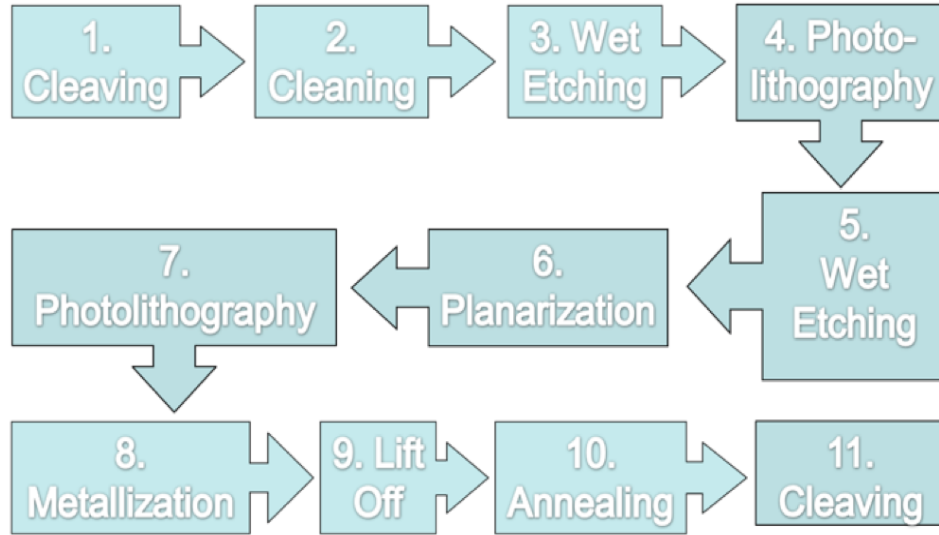 1.
Cleaving
2.
Cleaning
3. Wet
Etching
4. Photo-
lithography
5.
Wet
Etching
6.
Planarization
7.
Photolithography
8.
Metallization
9. Lift
Off
10.
Annealing
11.
Cleaving